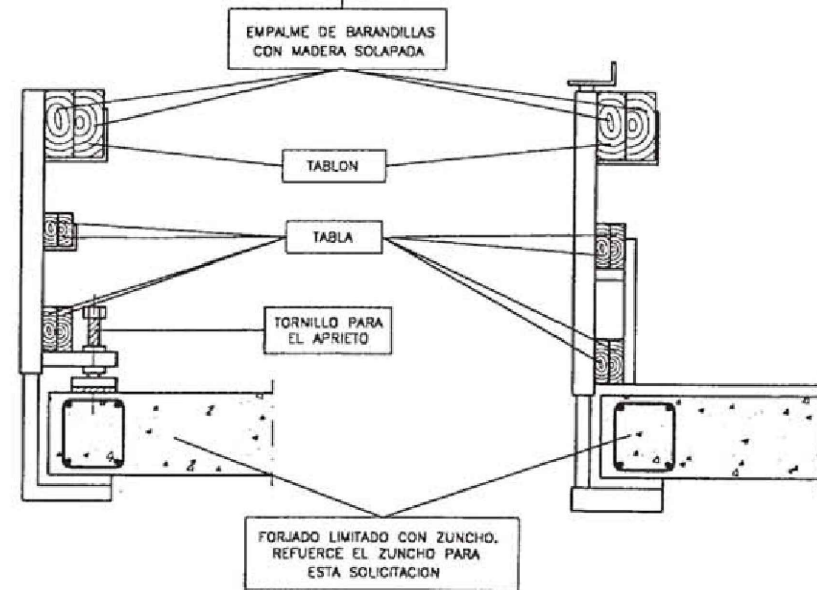 EMPALME DE BARANDILLAS
CON MADERA SOLAPADA
TABLON
TABLA
TORNILLO PARA
EL APRIETO
FORJADO LIMITADO CON ZUNCHO.
REFUERCE EL ZUNCHO PARA
ESTA SOLICITACION